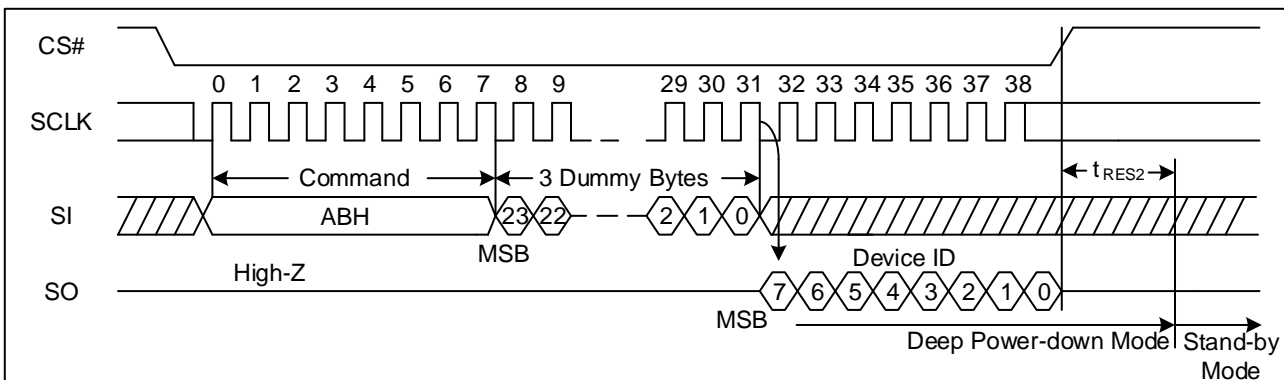 CS#
0 1 2 3 4 5 6 7 8 9 29 30 31 32 33 34 35 36 37 38
SCLK
Command 3 Dummy Bytes tRES2
SI ABH 23 22 2 1 0
MSB
High-Z Device ID
SO 7 6 5 4 3 2 1 0
MSB
Deep Power-down Mode Stand-by
Mode